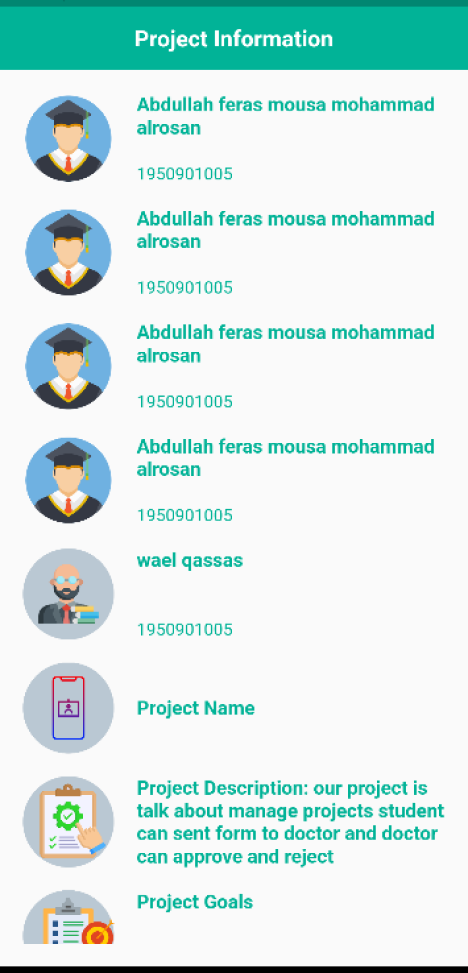 Project Information
Abdullah feras mousa mohammad
alrosan
1950901005
Abdullah feras mousa mohammad
alrosan
1950901005
Abdullah feras mousa mohammad
alrosan
1950901005
Abdullah feras mousa mohammad
alrosan
1950901005
wael qassas
1950901005
Project Name
Project Description: our project is
talk about manage projects student
can sent form to doctor and doctor
can approve and reject
Project Goals